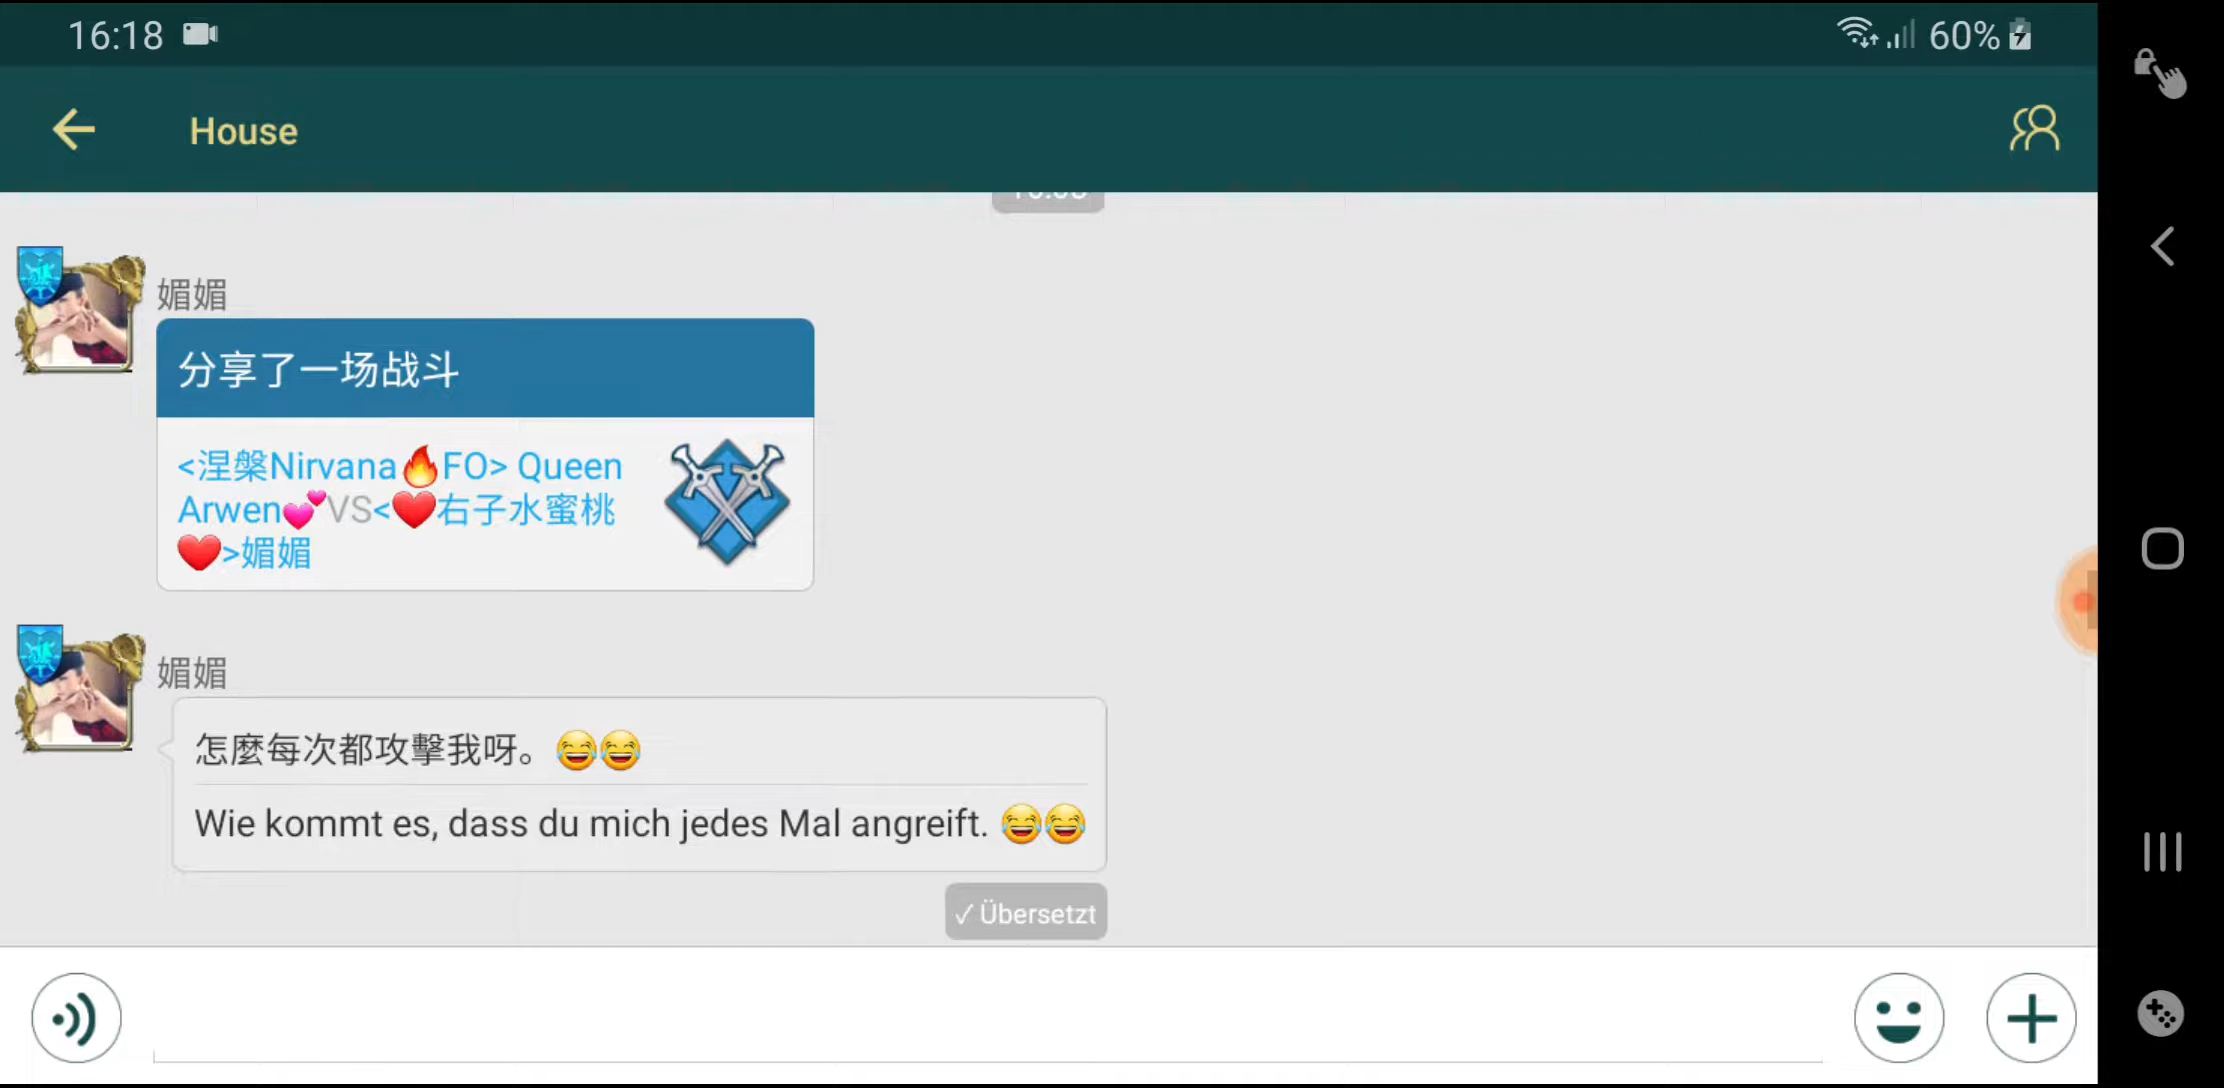 16:18
60%
House
媚媚
分享了一场战斗
<涅槃Nirvana🔥FO> Queen
Arwen💕VS<❤️右子水蜜桃
❤️>媚媚
媚媚
怎麼每次都攻擊我呀。😂😂
Wie kommt es, dass du mich jedes Mal angreift. 😂😂
✓ Übersetzt